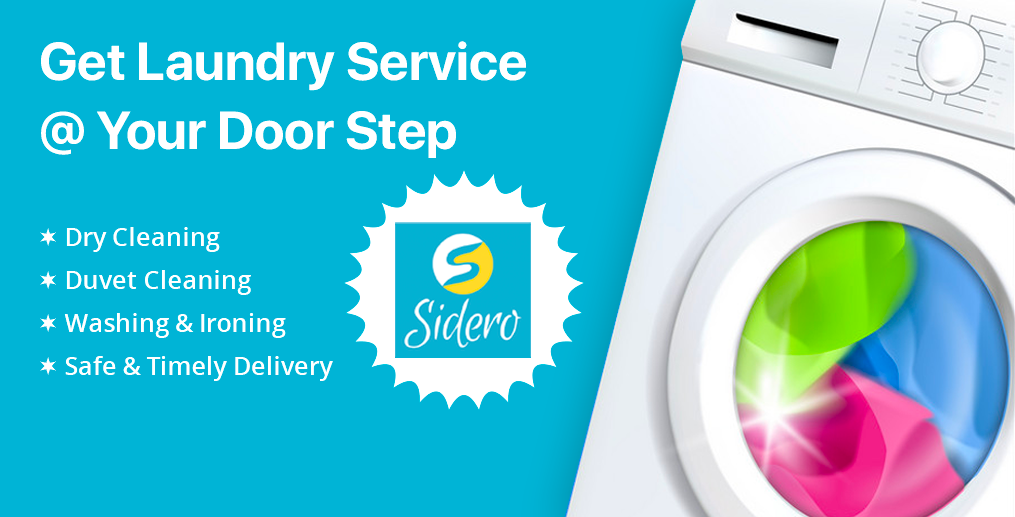 Get Laundry Service
@ Your Door Step
✶ Dry Cleaning
✶ Duvet Cleaning
✶ Washing & Ironing
✶ Safe & Timely Delivery
S
Sidero